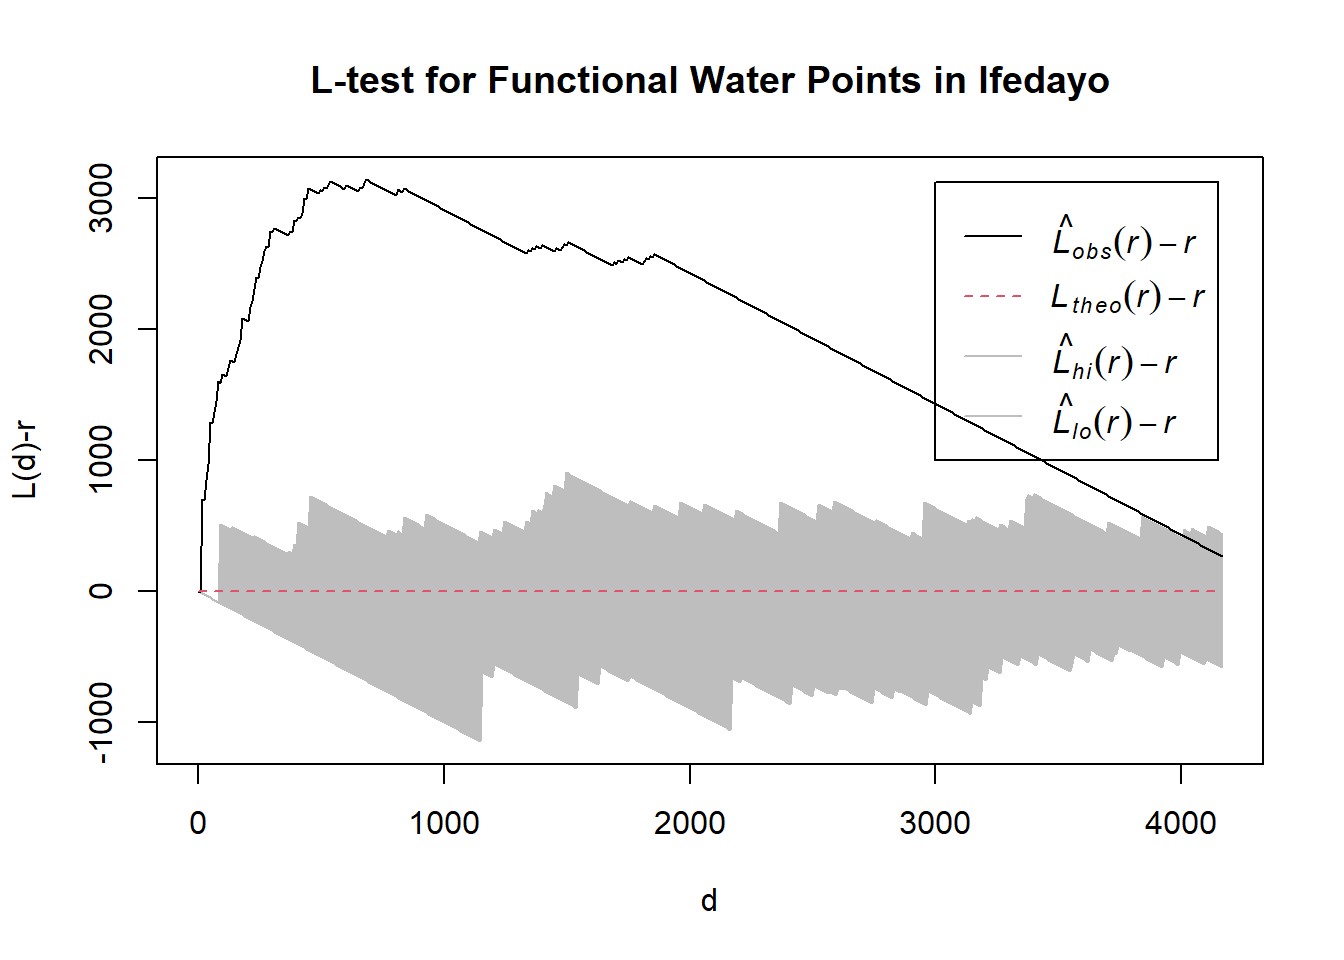 L-test for Functional Water Points in Ifedayo
L(d)-r
3000
2000
1000
0
-1000
L̂obs(r) – r
Ltheo(r) – r
L̂hi(r) – r
L̂lo(r) – r
0 1000 2000 3000 4000
d